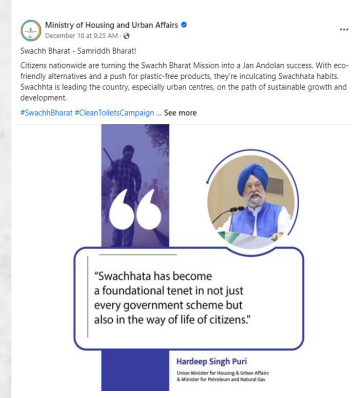 Ministry of Housing and Urban Affairs
December 18 at 9:25 AM ·
Swachh Bharat - Samriddh Bharat!
Citizens nationwide are turning the Swachh Bharat Mission into a Jan Andolan success. With eco-
friendly alternatives and a push for plastic-free products, they're inculcating Swachhata habits.
Swachhta is leading the country, especially urban centres, on the path of sustainable growth and
development.
#SwachhBharat #CleanToiletsCampaign ... See more
"Swachhata has become
a foundational tenet in not just
every government scheme but
also in the way of life of citizens."
Hardeep Singh Puri
Union Minister for Housing & Urban Affairs
& Minister for Petroleum and Natural Gas